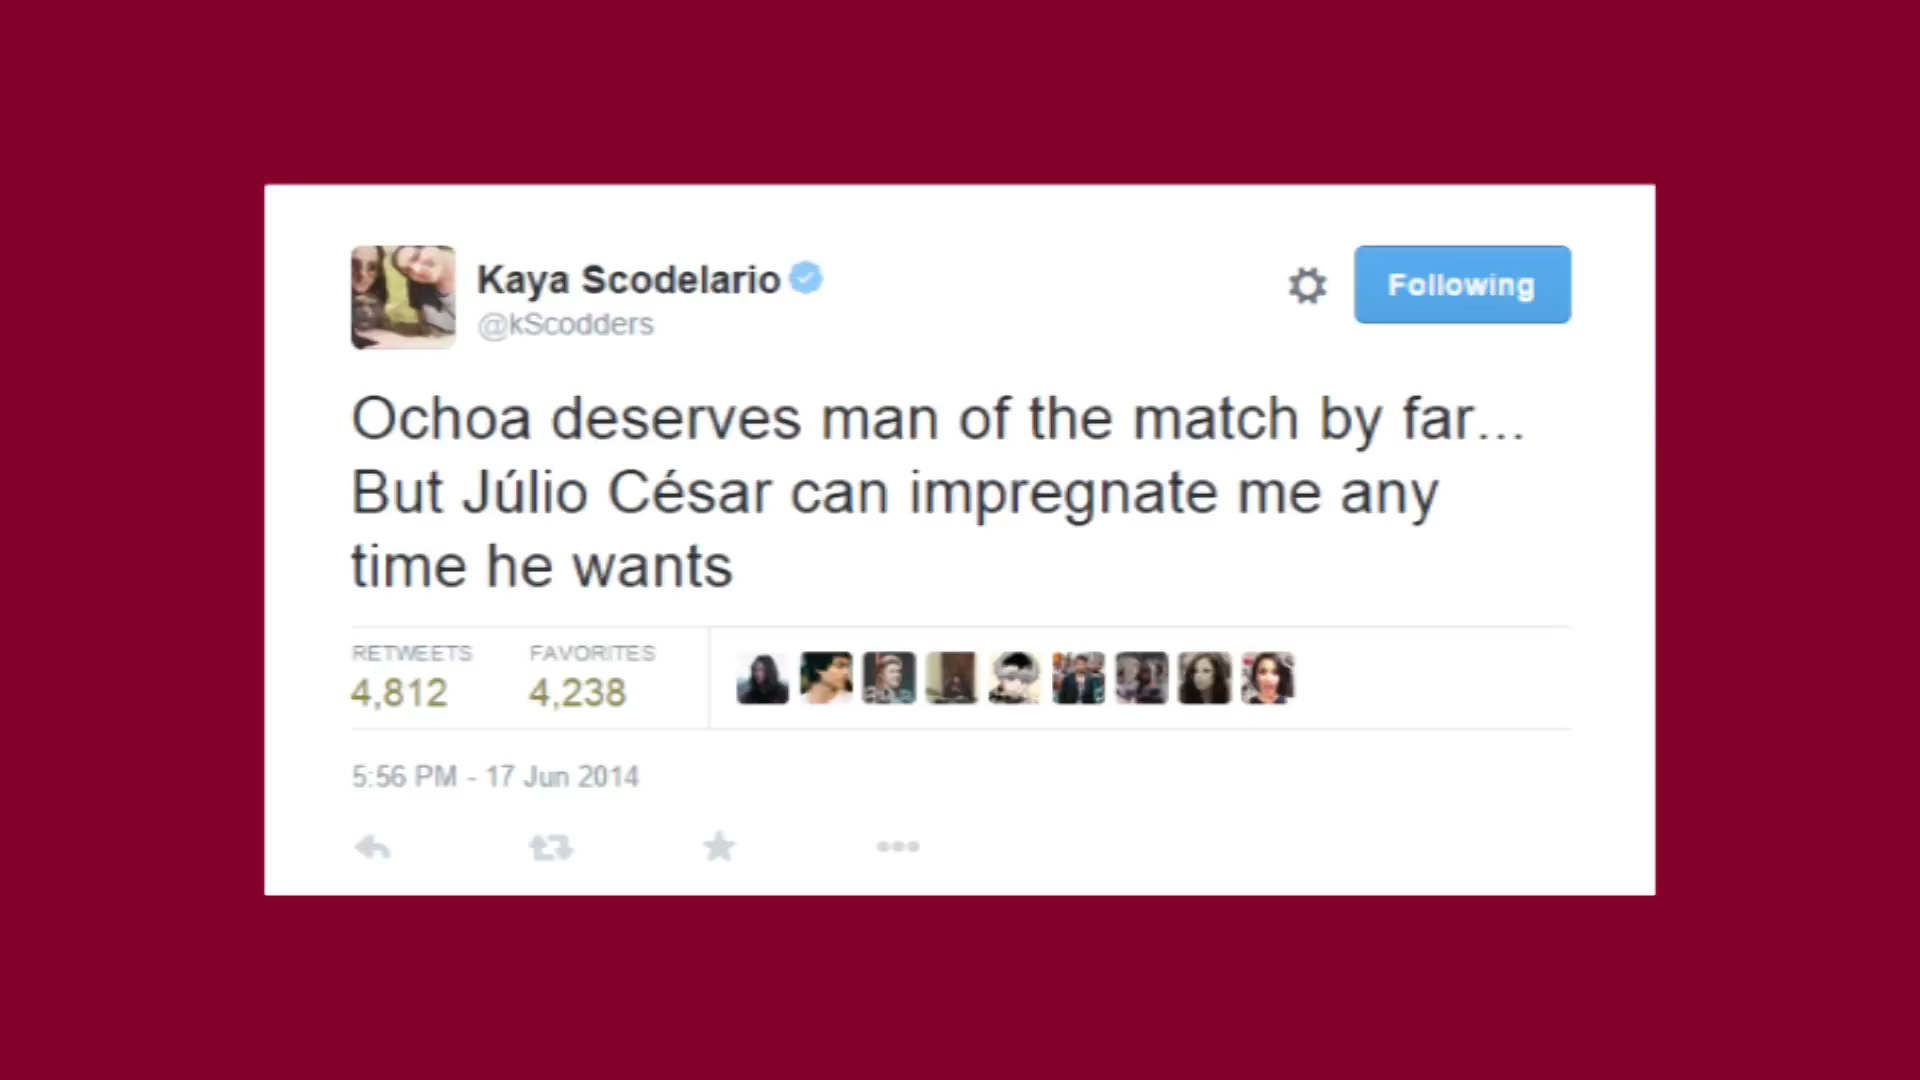 Kaya Scodelario
@kScodders
Following
Ochoa deserves man of the match by far...
But Júlio César can impregnate me any
time he wants
RETWEETS FAVORITES
4,812 4,238
5:56 PM - 17 Jun 2014